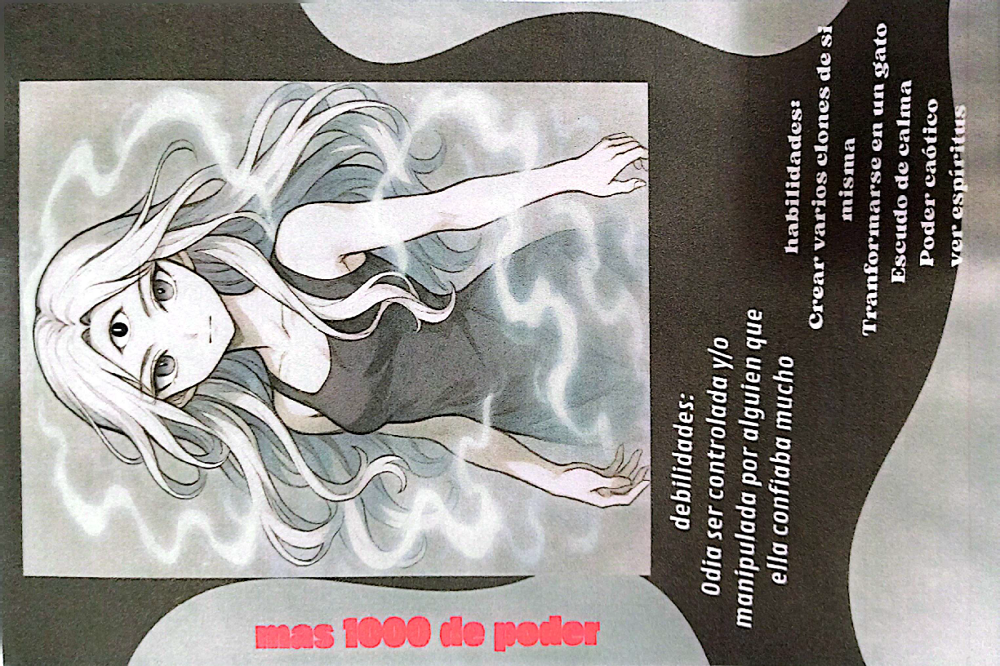 mas 1000 de poder
debilidades:
Odia ser controlada y/o
manipulada por alguien que
ella confiaba mucho
habilidades:
Crear varios clones de si
misma
Tranformarse en un gato
Escudo de calma
Poder caótico
ver espíritus